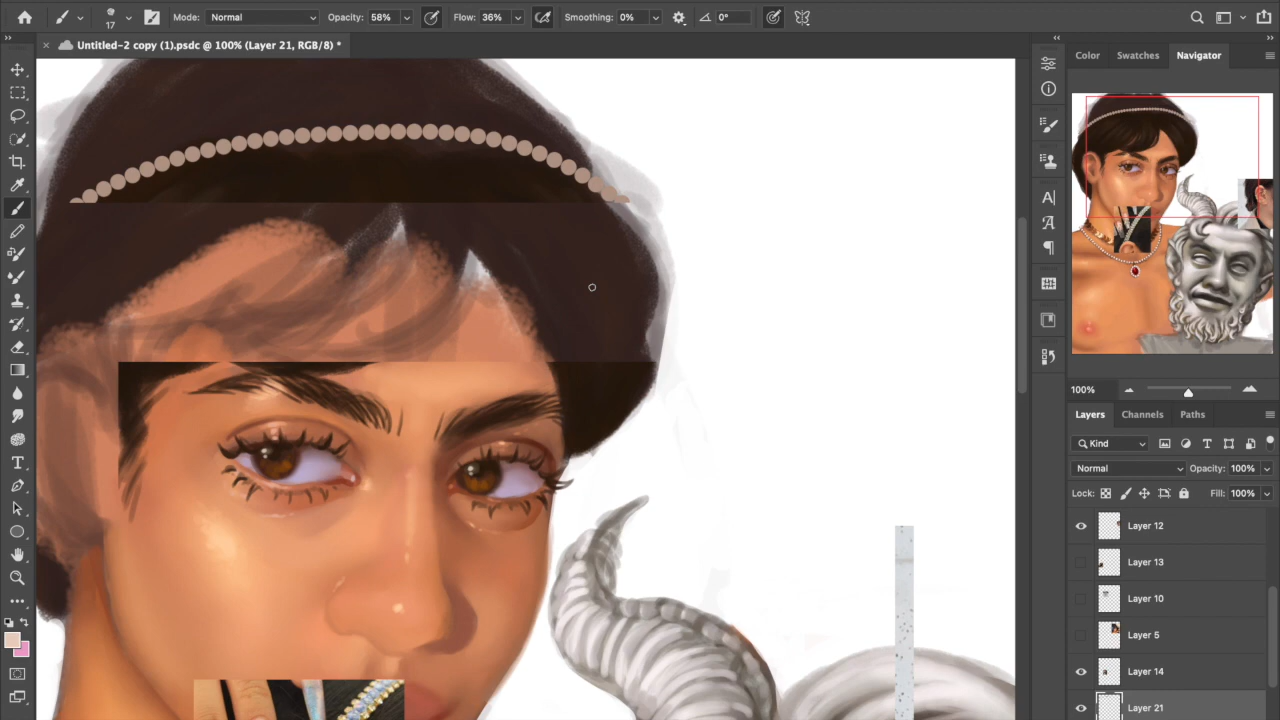 17
Mode: Normal Opacity: 58% Flow: 36% Smoothing: 0% 0°
Untitled-2 copy (1).psdc @ 100% (Layer 21, RGB/8) *
Color Swatches Navigator
100%
Layers Channels Paths
Kind
Normal Opacity: 100%
Lock: Fill: 100%
Layer 12
Layer 13
Layer 10
Layer 5
Layer 14
Layer 21